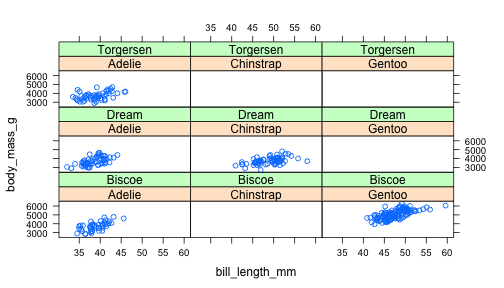 35 40 45 50 55 60
Torgersen Torgersen Torgersen
Adelie Chinstrap Gentoo
6000
5000
4000
3000
Dream Dream Dream
Adelie Chinstrap Gentoo
6000
5000
4000
3000
Biscoe Biscoe Biscoe
Adelie Chinstrap Gentoo
6000
5000
4000
3000
35 40 45 50 55 60 35 40 45 50 55 60
body_mass_g
bill_length_mm